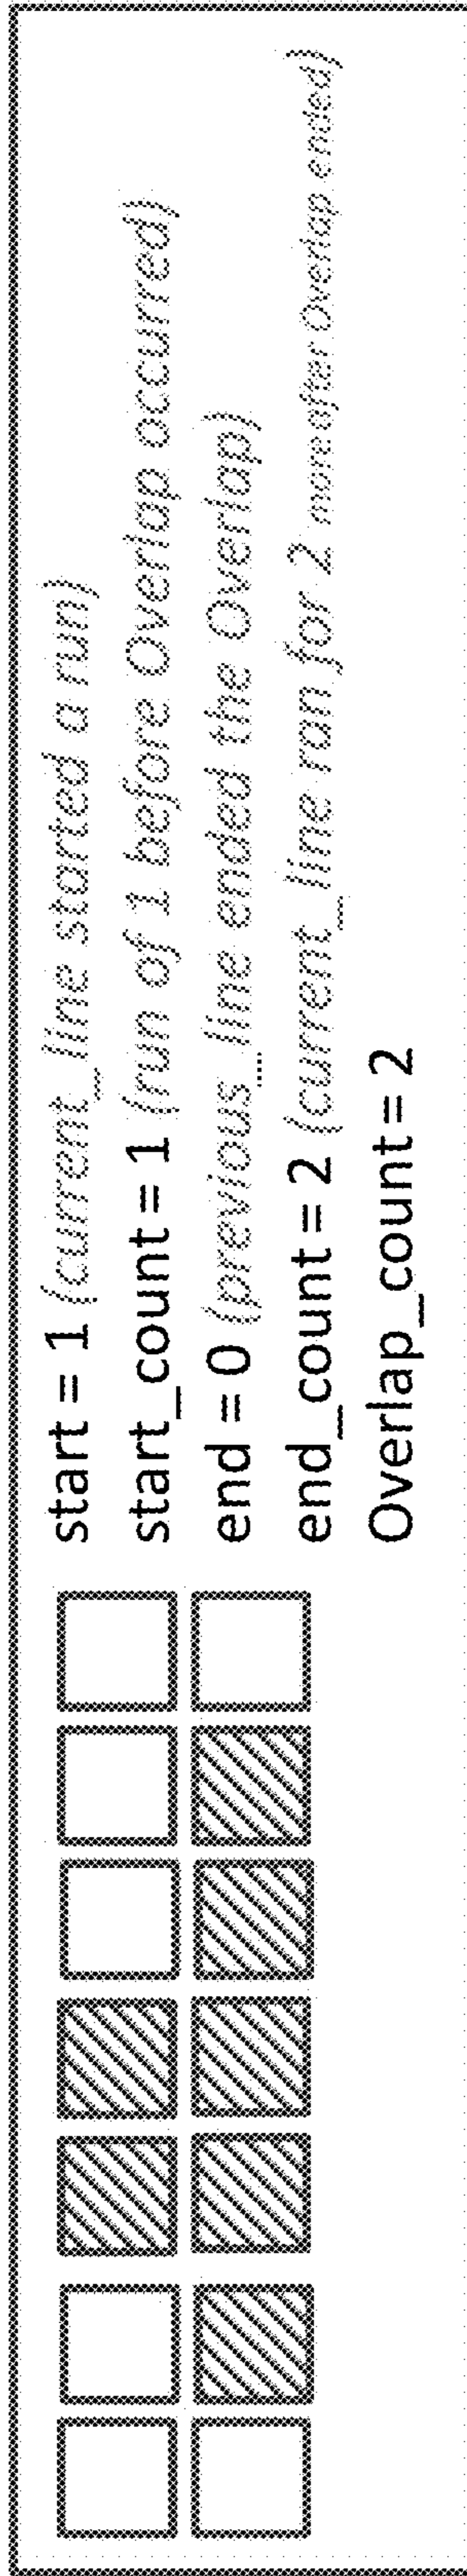 start = 1 (current_line started a run)
start_count = 1 (run of 1 before Overlap occurred)
end = 0 (previous_line ended the Overlap)
end_count = 2 (current_line ran for 2 more after Overlap ended)
Overlap_count= 2